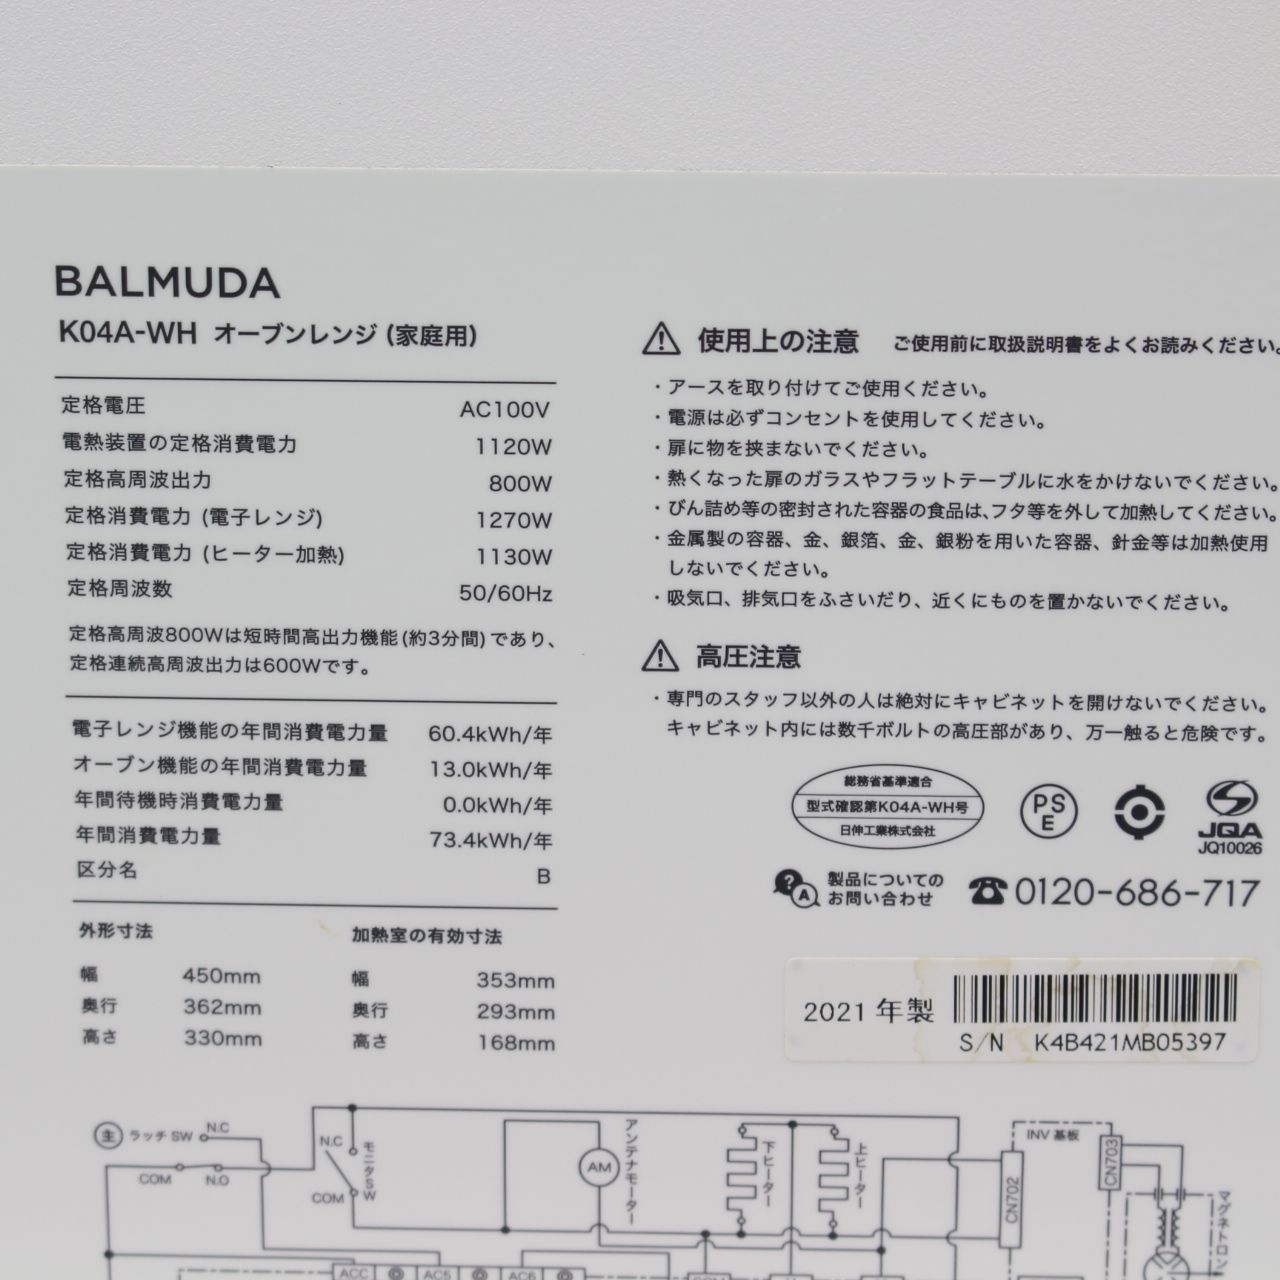 BALMUDA
K04A-WH オーブンレンジ (家庭用)
定格電圧 AC100V
電熱装置の定格消費電力 1120W
定格高周波出力 800W
定格消費電力 (電子レンジ) 1270W
定格消費電力 (ヒーター加熱) 1130W
定格周波数 50/60Hz
定格高周波800Wは短時間高出力機能(約3分間)であり、
定格連続高周波出力は600Wです。
電子レンジ機能の年間消費電力量 60.4kWh/年
オーブン機能の年間消費電力量 13.0kWh/年
年間待機時消費電力量 0.0kWh/年
年間消費電力量 73.4kWh/年
区分名 B
外形寸法 加熱室の有効寸法
幅 450mm 幅 353mm
奥行 362mm 奥行 293mm
高さ 330mm 高さ 168mm
使用上の注意 ご使用前に取扱説明書をよくお読みください。
・アースを取り付けてご使用ください。
・電源は必ずコンセントを使用してください。
・扉に物を挟まないでください。
・熱くなった扉のガラスやフラットテーブルに水をかけないでください。
・びん詰め等の密封された容器の食品は、フタ等を外して加熱してください。
・金属製の容器、金、銀箔、金、銀粉を用いた容器、針金等は加熱使用
しないでください。
・吸気口、排気口をふさいだり、近くにものを置かないでください。
高圧注意
・専門のスタッフ以外の人は絶対にキャビネットを開けないでください。
キャビネット内には数千ボルトの高圧部があり、万一触ると危険です。
総務省基準適合
型式確認第K04A-WH号
日伸工業株式会社
PS
E
JQA
JQ10026
?
A
製品についての
お問い合わせ
0120-686-717
2021 年製
S/N K4B421MB05397
主 ラッチ SW N.C
COM N.O
N.C
モニタSW
COM
アンテナモーター
AM
下ヒーター
上ヒーター
INV 基板
CN702
CN703
マグネトロン
ACC AC5 AC6